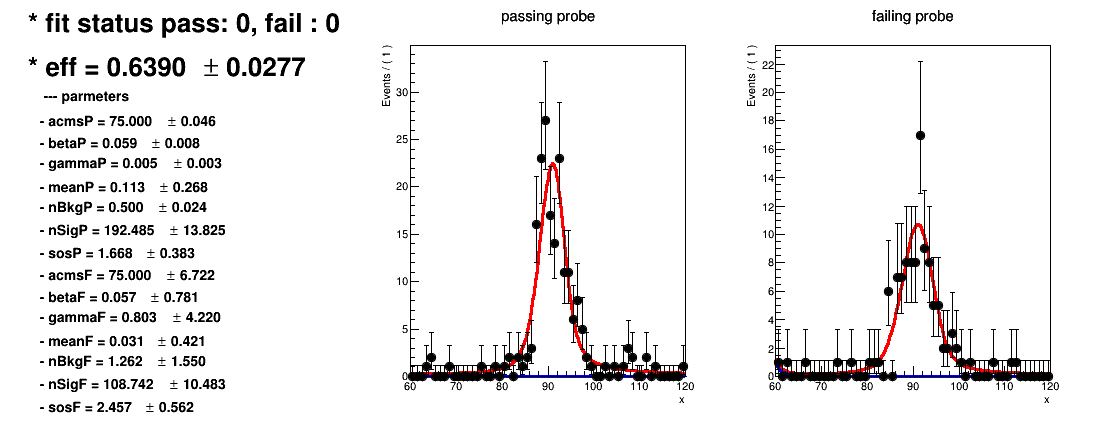 * fit status pass: 0, fail : 0
* eff = 0.6390 ± 0.0277
--- parmeters
- acmsP = 75.000 ± 0.046
- betaP = 0.059 ± 0.008
- gammaP = 0.005 ± 0.003
- meanP = 0.113 ± 0.268
- nBkgP = 0.500 ± 0.024
- nSigP = 192.485 ± 13.825
- sosP = 1.668 ± 0.383
- acmsF = 75.000 ± 6.722
- betaF = 0.057 ± 0.781
- gammaF = 0.803 ± 4.220
- meanF = 0.031 ± 0.421
- nBkgF = 1.262 ± 1.550
- nSigF = 108.742 ± 10.483
- sosF = 2.457 ± 0.562
passing probe
Events / ( 1 )
30
25
20
15
10
5
0
60 70 80 90 100 110 120
x
failing probe
Events / ( 1 )
22
20
18
16
14
12
10
8
6
4
2
0
60 70 80 90 100 110 120
x